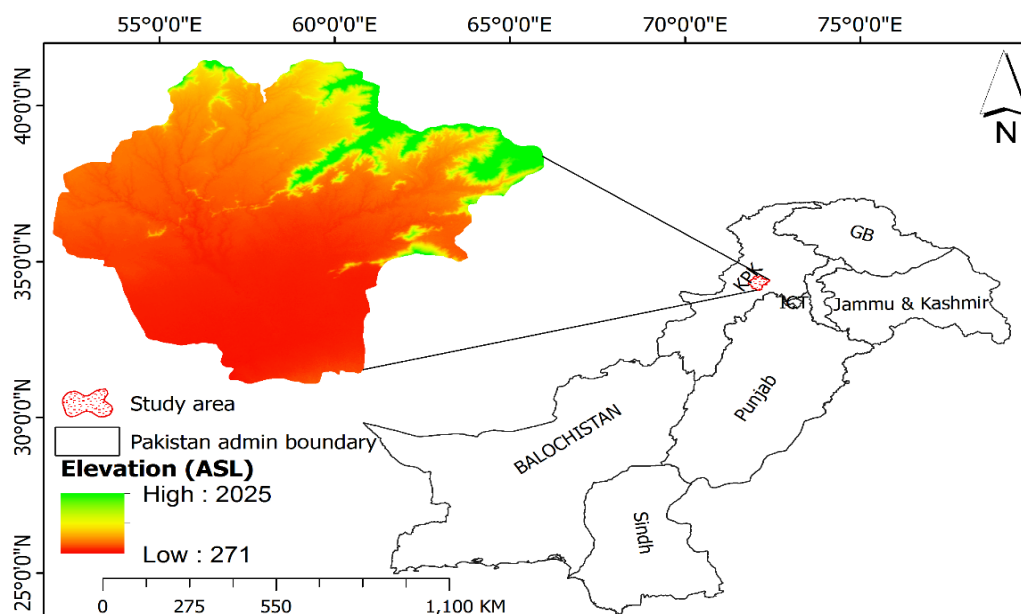 55°0'0"E 60°0'0"E 65°0'0"E 70°0'0"E 75°0'0"E
40°0'0"N
35°0'0"N
30°0'0"N
25°0'0"N
N
GB
KPK
ICT
Jammu & Kashmir
Punjab
BALOCHISTAN
Sindh
Study area
Pakistan admin boundary
Elevation (ASL)
High : 2025
Low : 271
0 275 550 1,100 KM